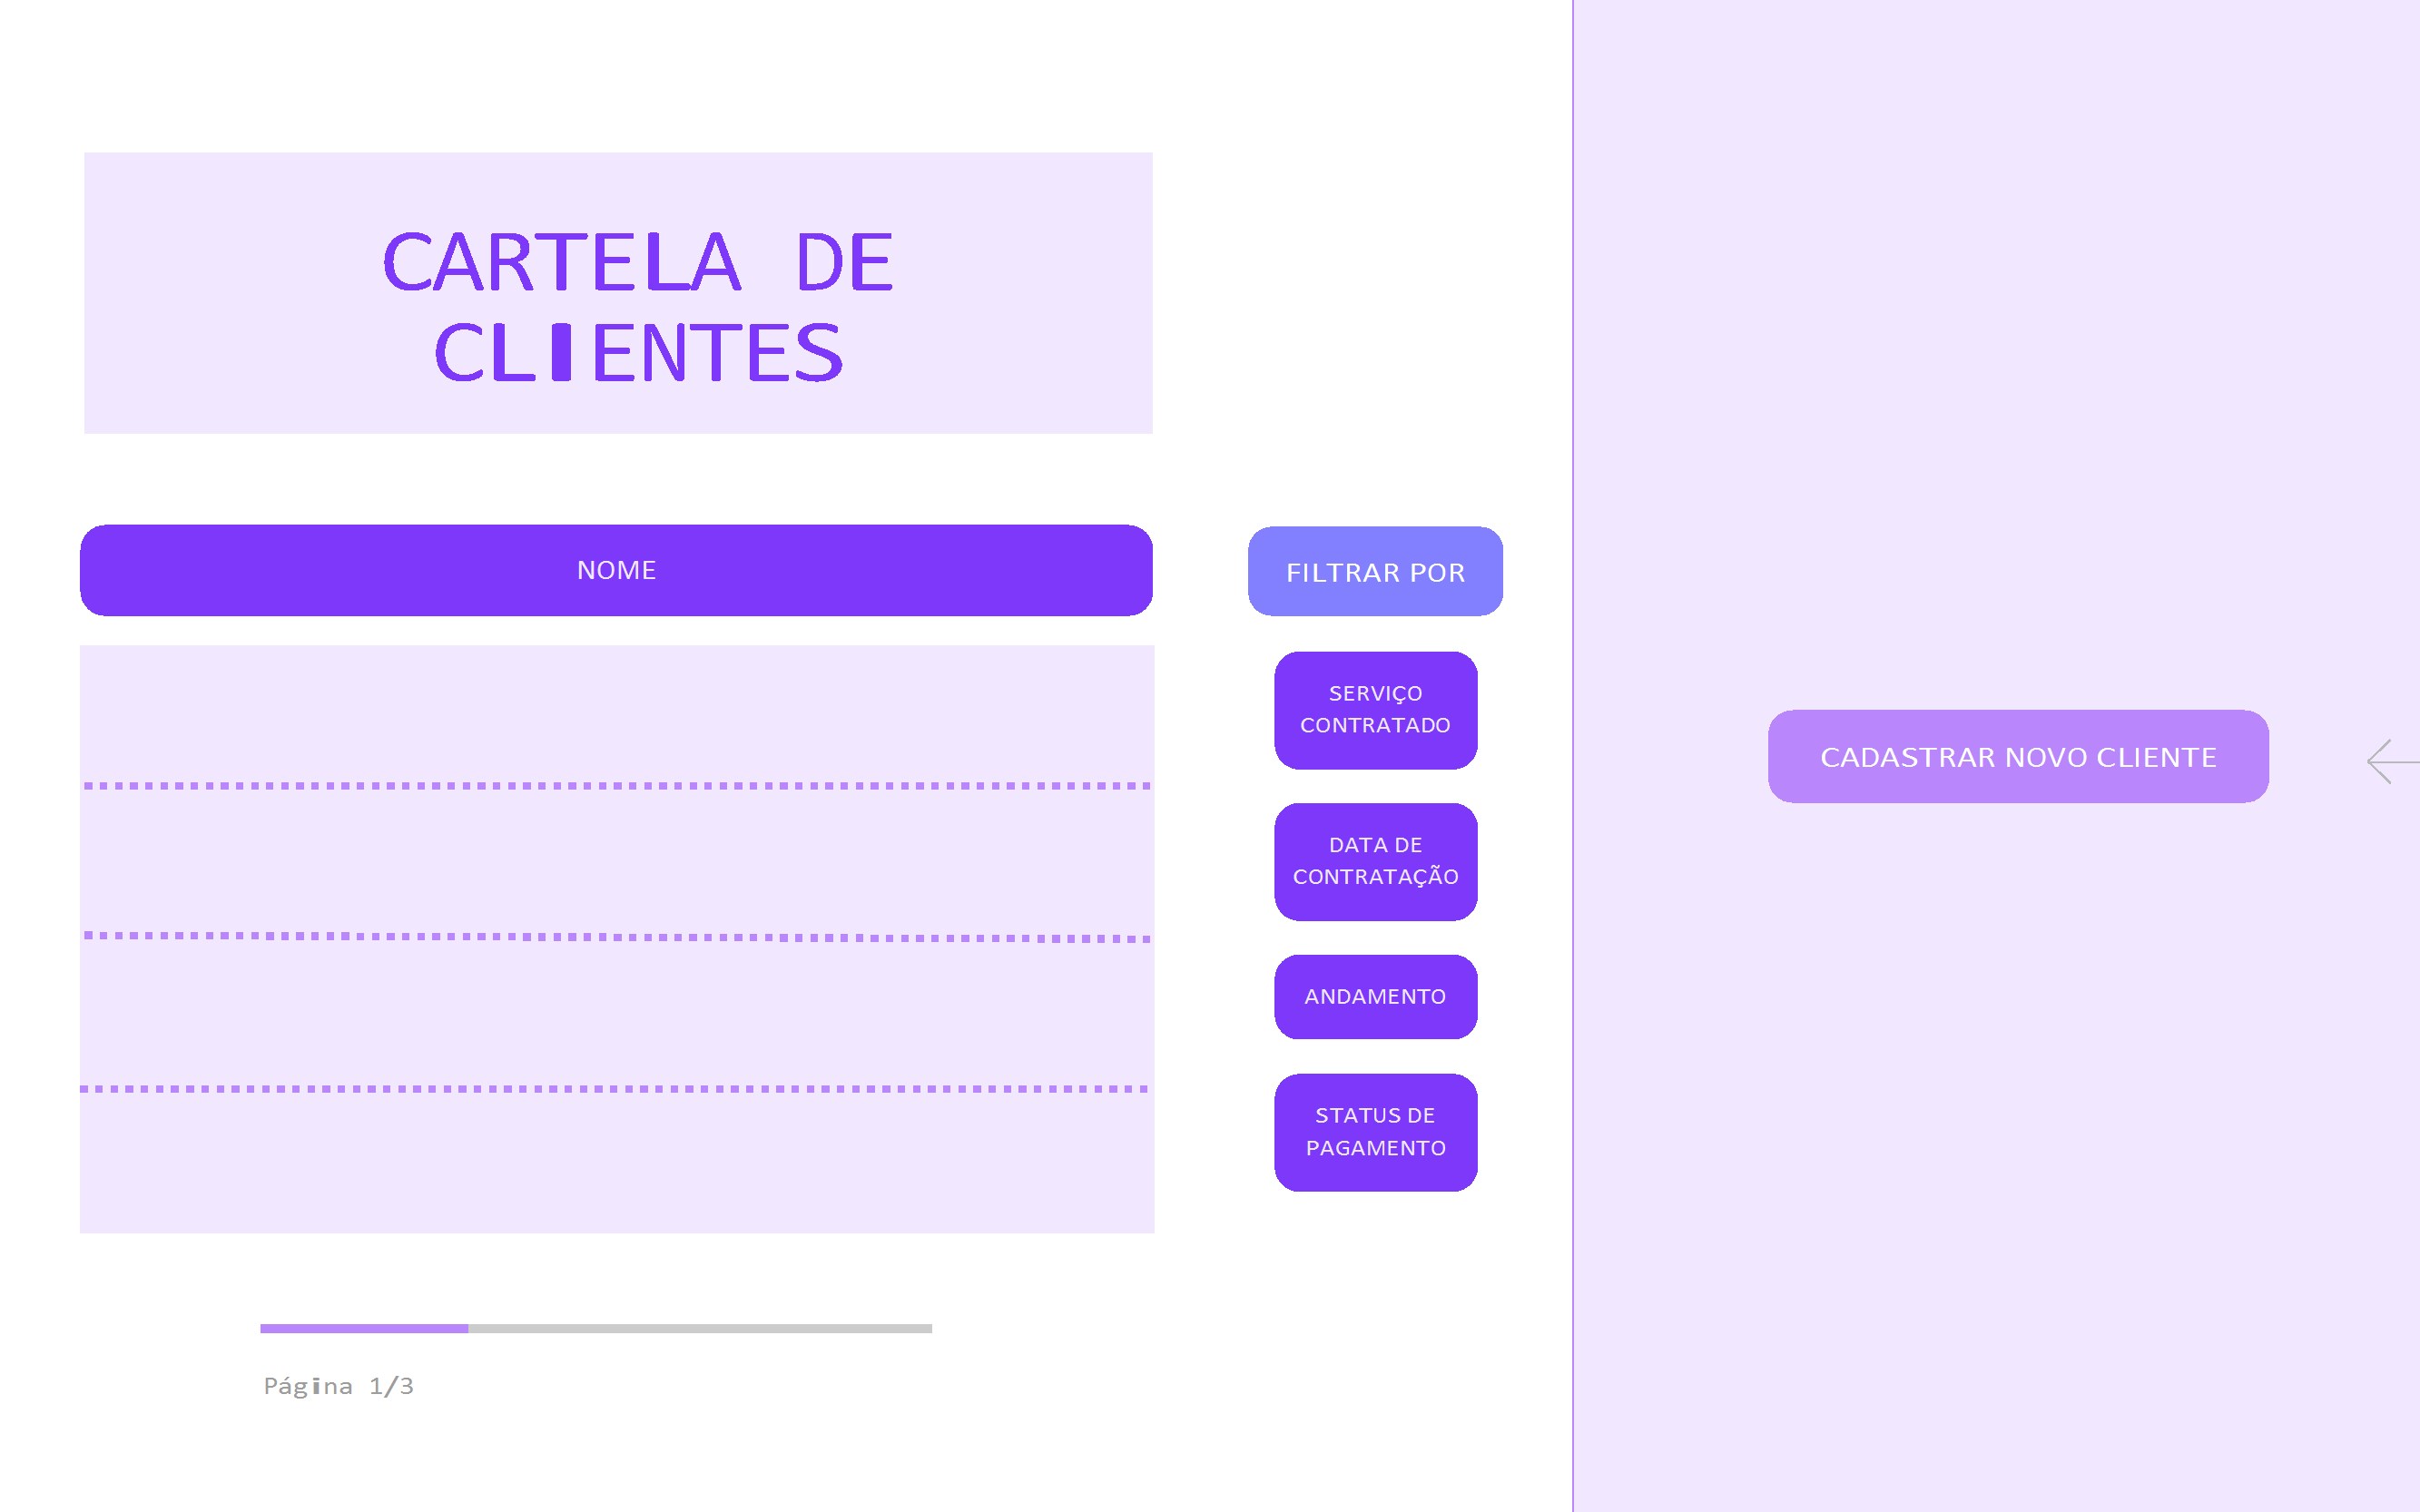 CARTELA DE
CLIENTES
NOME
FILTRAR POR
SERVIÇO
CONTRATADO
DATA DE
CONTRATAÇÃO
ANDAMENTO
STATUS DE
PAGAMENTO
CADASTRAR NOVO CLIENTE
Página 1/3